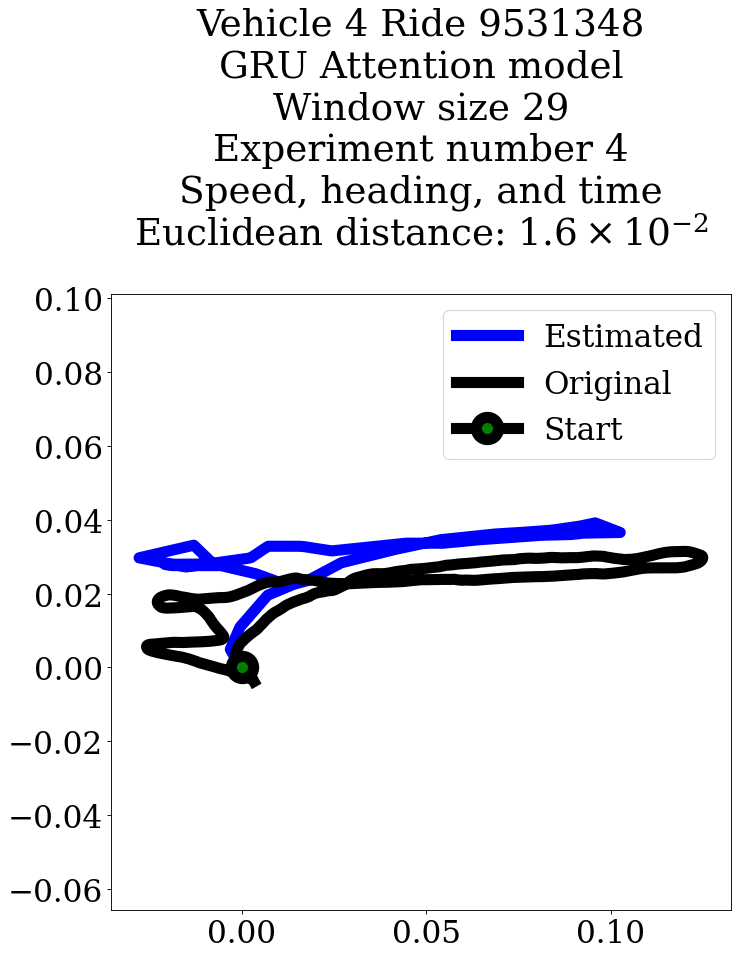 Vehicle 4 Ride 9531348
GRU Attention model
Window size 29
Experiment number 4
Speed, heading, and time
Euclidean distance: 1.6 × 10⁻²
Estimated
Original
Start
0.10
0.08
0.06
0.04
0.02
0.00
−0.02
−0.04
−0.06
0.00 0.05 0.10